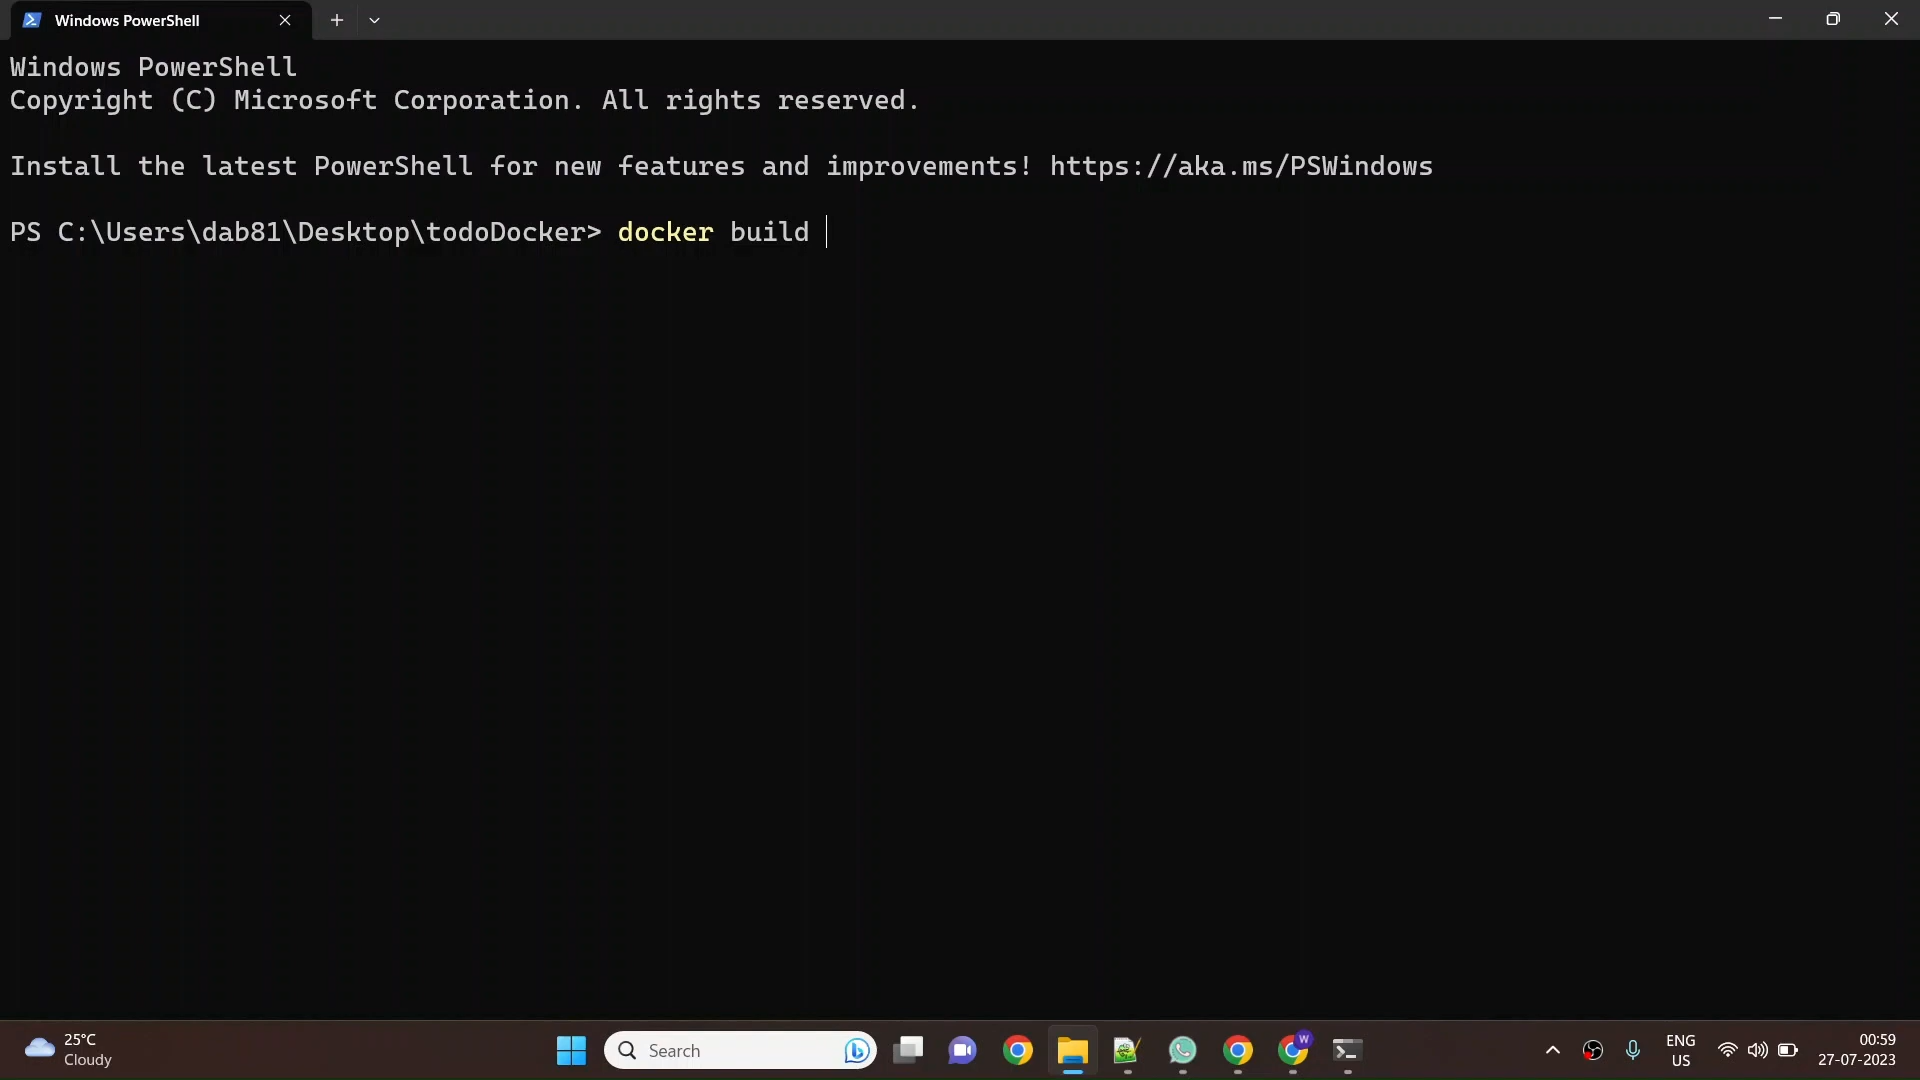 Windows PowerShell
Windows PowerShell
Copyright (C) Microsoft Corporation. All rights reserved.
Install the latest PowerShell for new features and improvements! https://aka.ms/PSWindows
PS C:\Users\dab81\Desktop\todoDocker> docker build
25°C
Cloudy
Search
W
ENG
US
00:59
27-07-2023